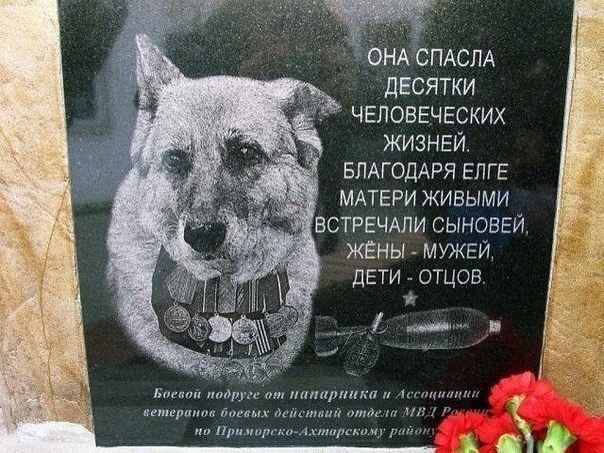 ОНА СПАСЛА
ДЕСЯТКИ
ЧЕЛОВЕЧЕСКИХ
ЖИЗНЕЙ.
БЛАГОДАРЯ ЕЛГЕ
МАТЕРИ ЖИВЫМИ
ВСТРЕЧАЛИ СЫНОВЕЙ,
ЖЁНЫ - МУЖЕЙ,
ДЕТИ - ОТЦОВ.
Боевой подруге от напарника и Ассоциации
ветеранов боевых действий отдела МВД
по Приморско-Ахтарскому району